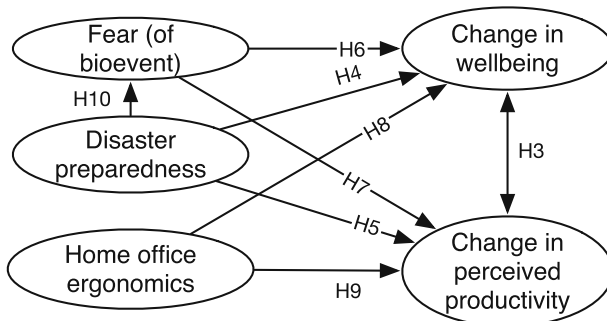 Fear (of
bioevent)
H6
Change in
wellbeing
H4
H10
H8
Disaster
preparedness
H3
H7
H5
Home office
ergonomics
H9
Change in
perceived
productivity